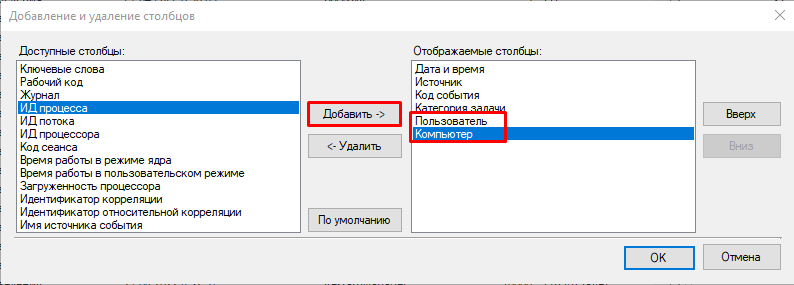 Добавление и удаление столбцов
Доступные столбцы:
Ключевые слова
Рабочий код
Журнал
ИД процесса
ИД потока
ИД процессора
Код сеанса
Время работы в режиме ядра
Время работы в пользовательском режиме
Загруженность процессора
Идентификатор корреляции
Идентификатор относительной корреляции
Имя источника события
Добавить ->
<- Удалить
По умолчанию
Отображаемые столбцы:
Дата и время
Источник
Код события
Категория задачи
Пользователь
Компьютер
Вверх
Вниз
OK
Отмена